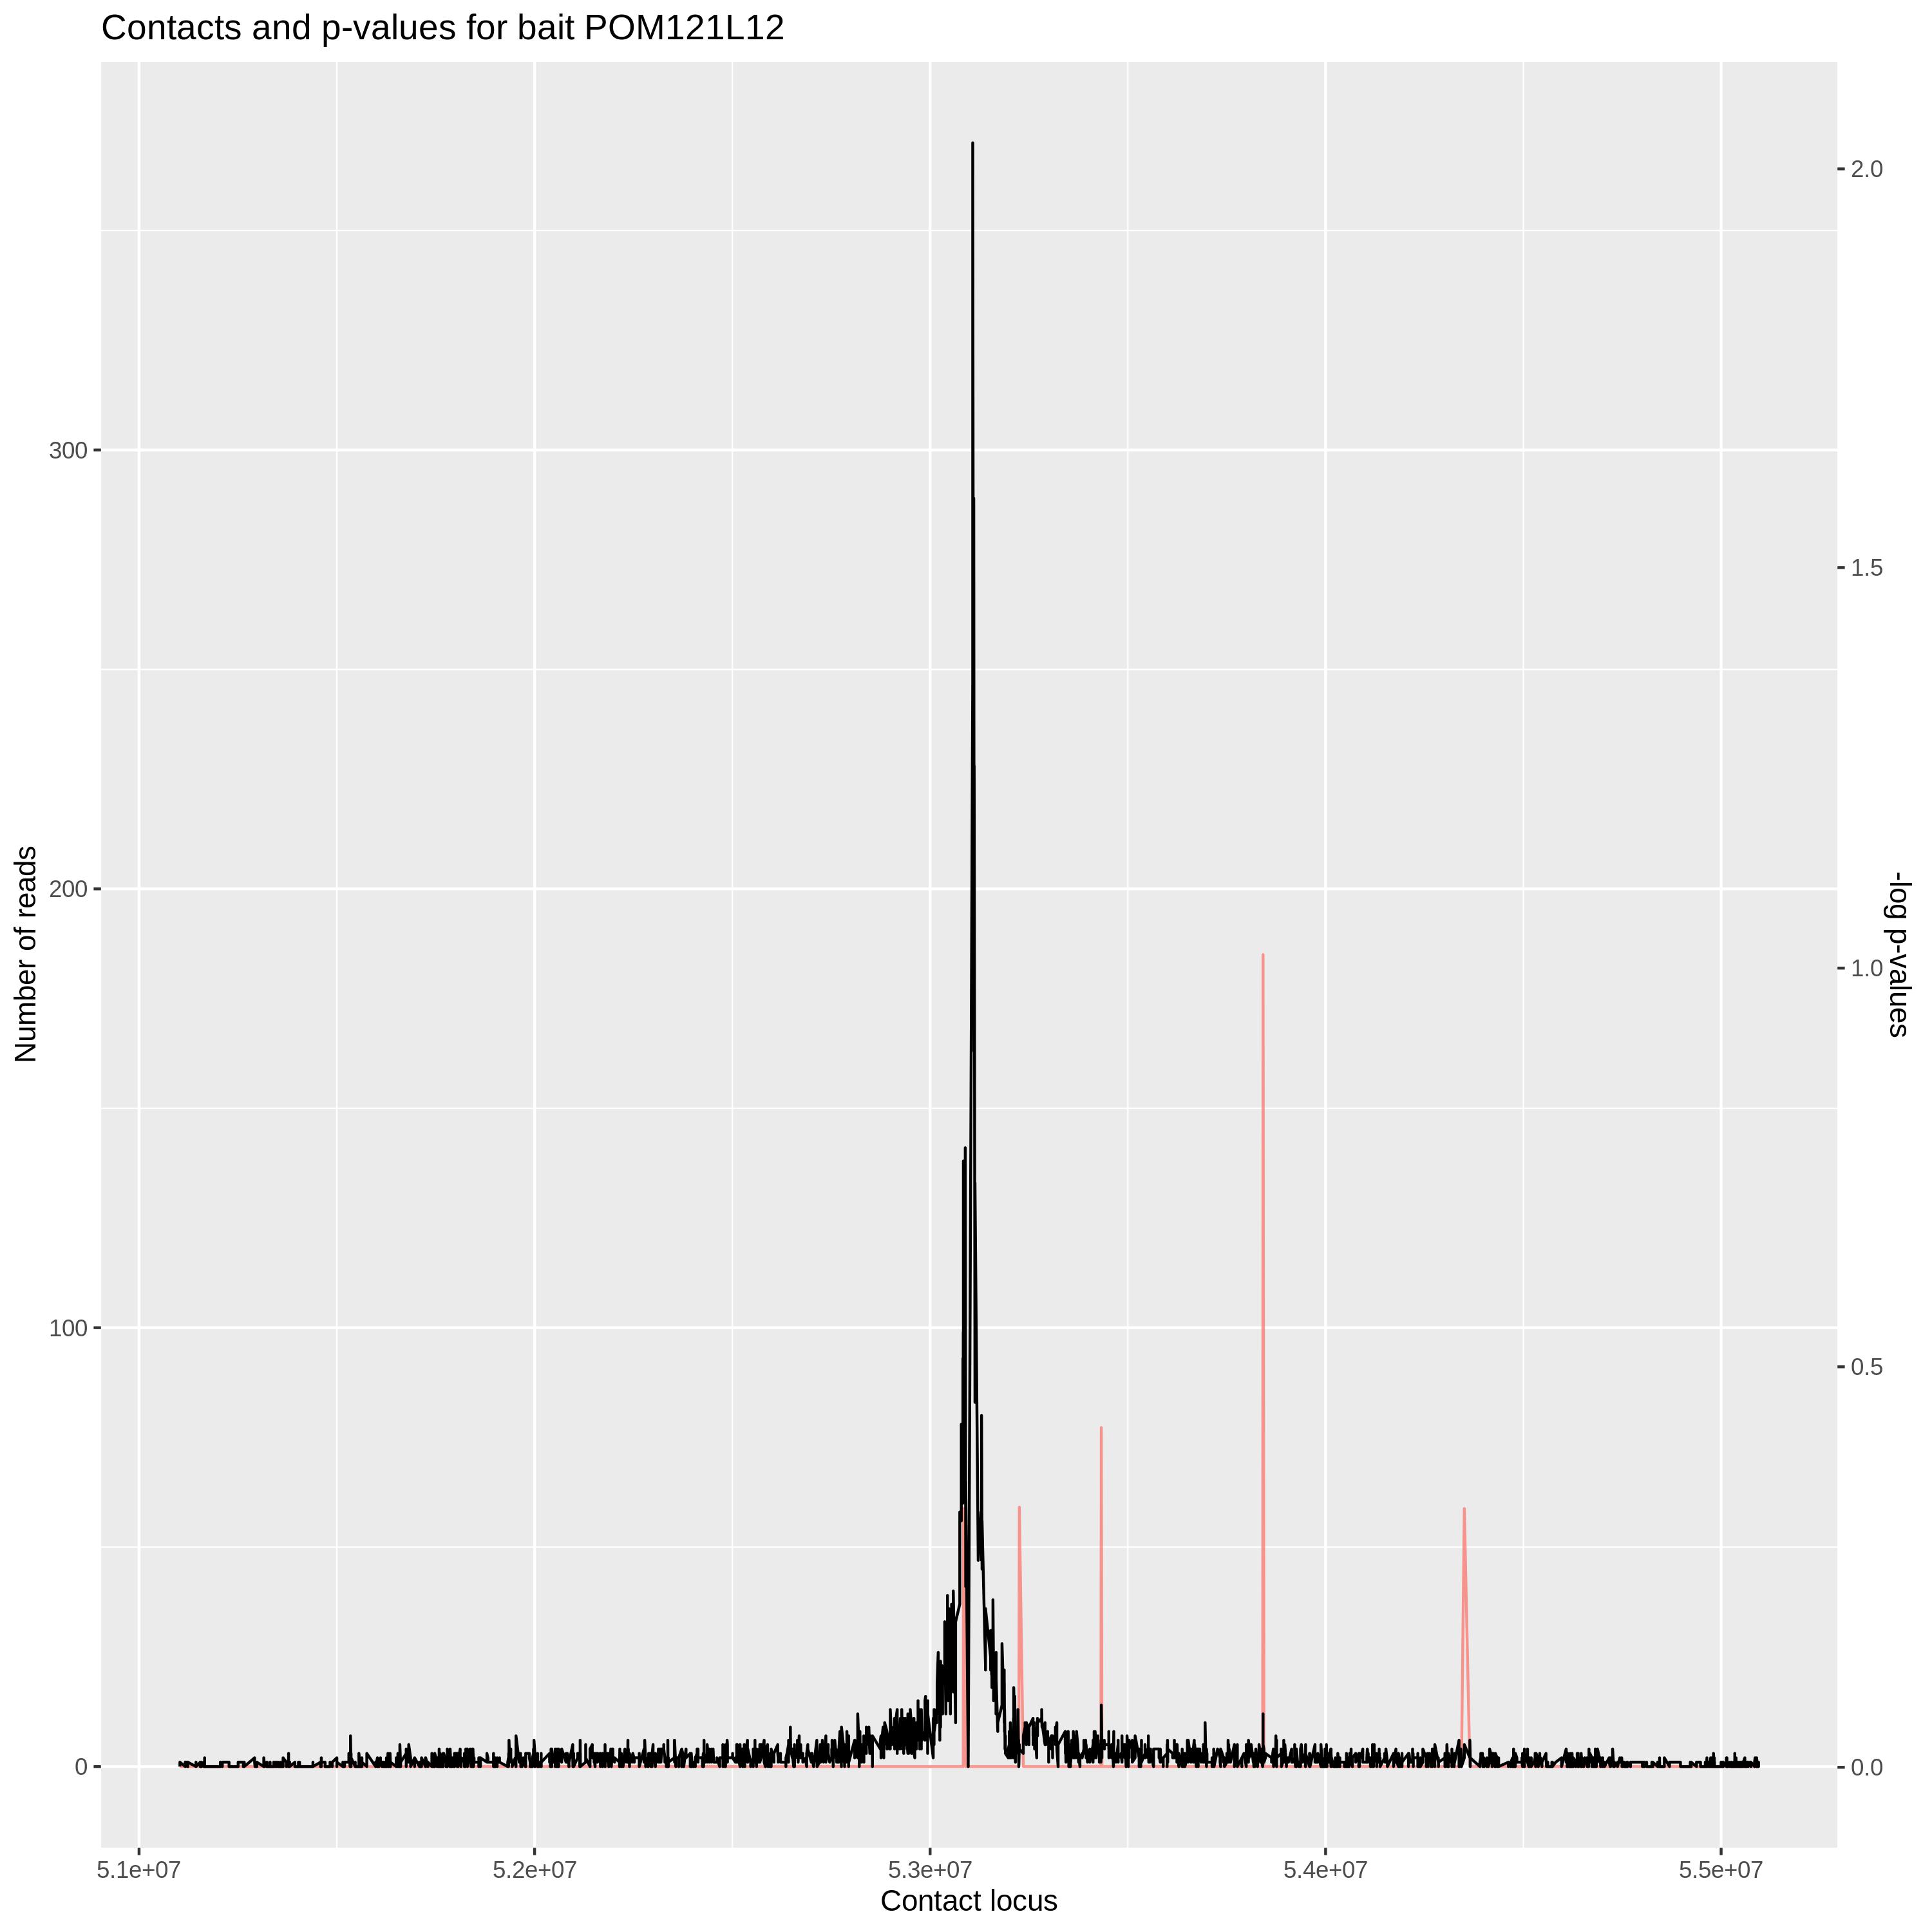 Contacts and p-values for bait POM121L12
Number of reads
300
200
100
0
2.0
1.5
1.0
0.5
0.0
-log p-values
5.1e+07 5.2e+07 5.3e+07 5.4e+07 5.5e+07
Contact locus